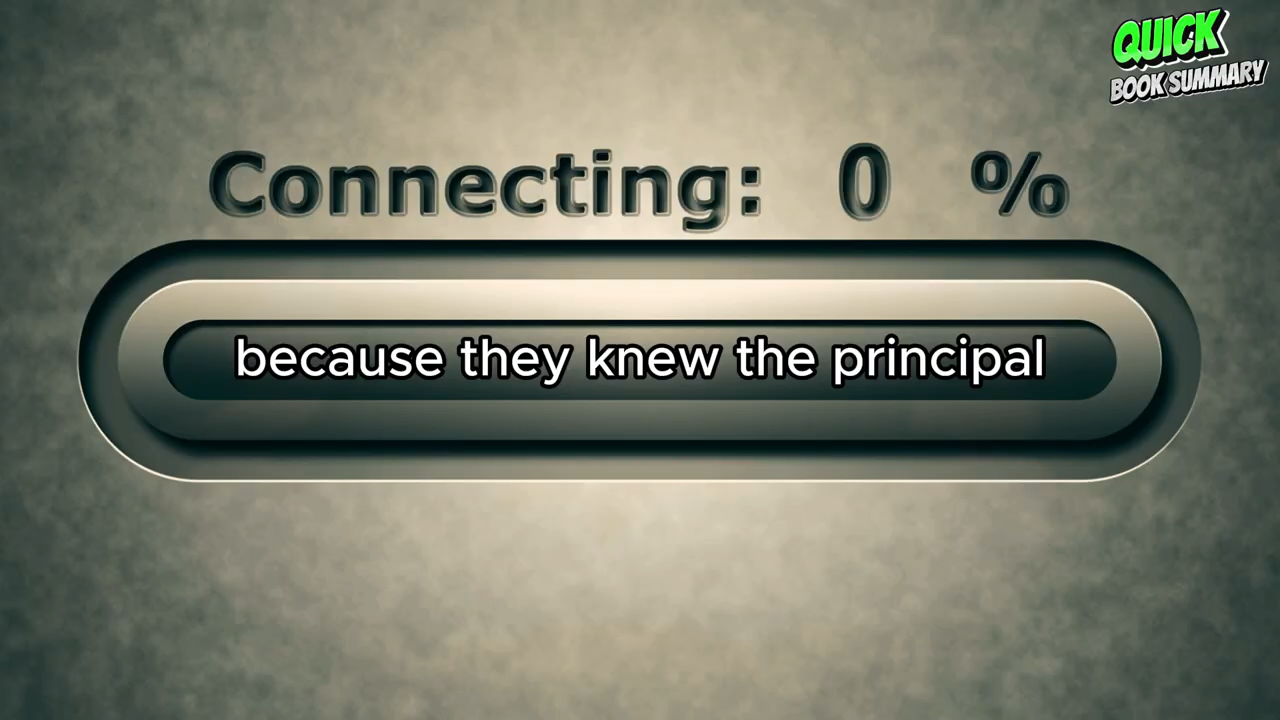 QUICK
BOOK SUMMARY
Connecting: 0 %
because they knew the principal